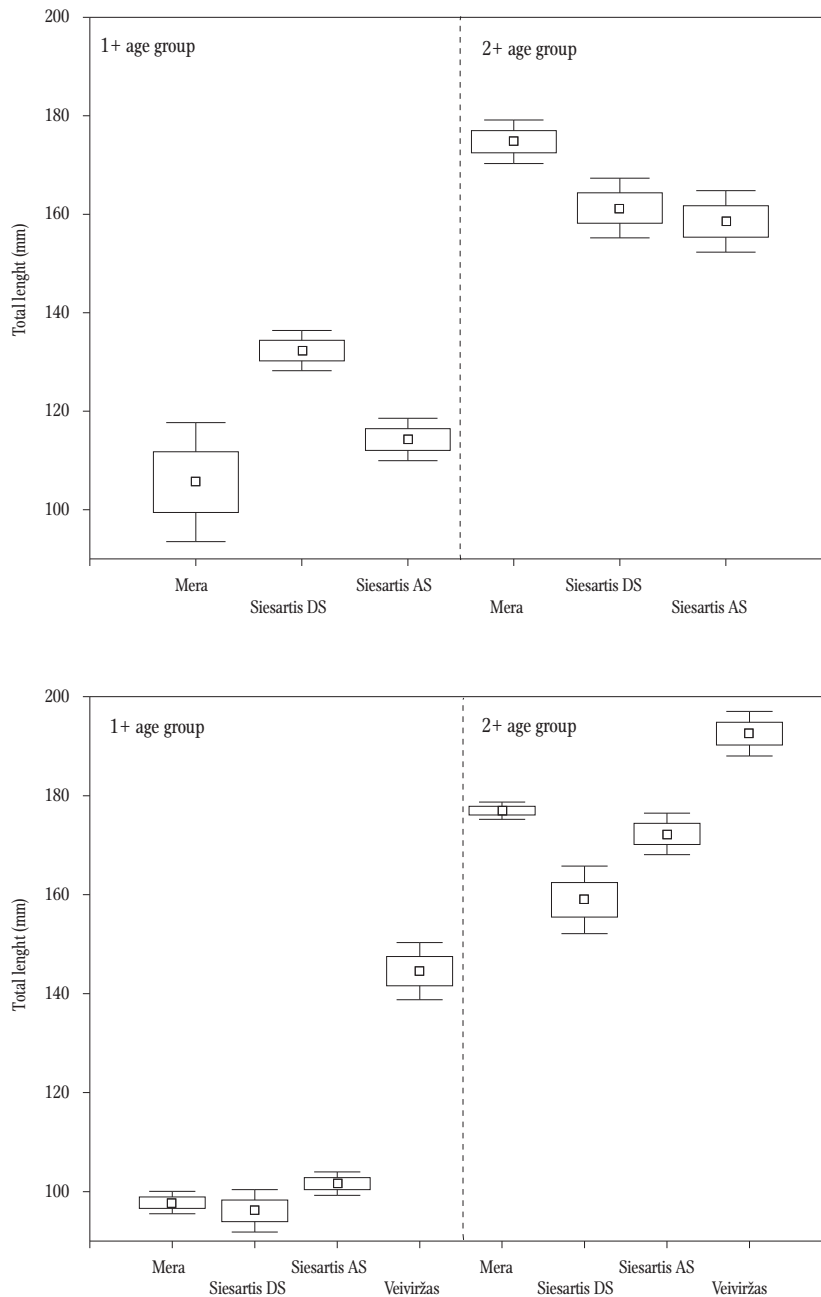 200
180
160
140
120
100
Total lenght (mm)
1+ age group
2+ age group
Mera
Siesartis DS
Siesartis AS
Mera
Siesartis DS
Siesartis AS
200
180
160
140
120
100
Total lenght (mm)
1+ age group
2+ age group
Mera
Siesartis DS
Siesartis AS
Veiviržas
Mera
Siesartis DS
Siesartis AS
Veiviržas